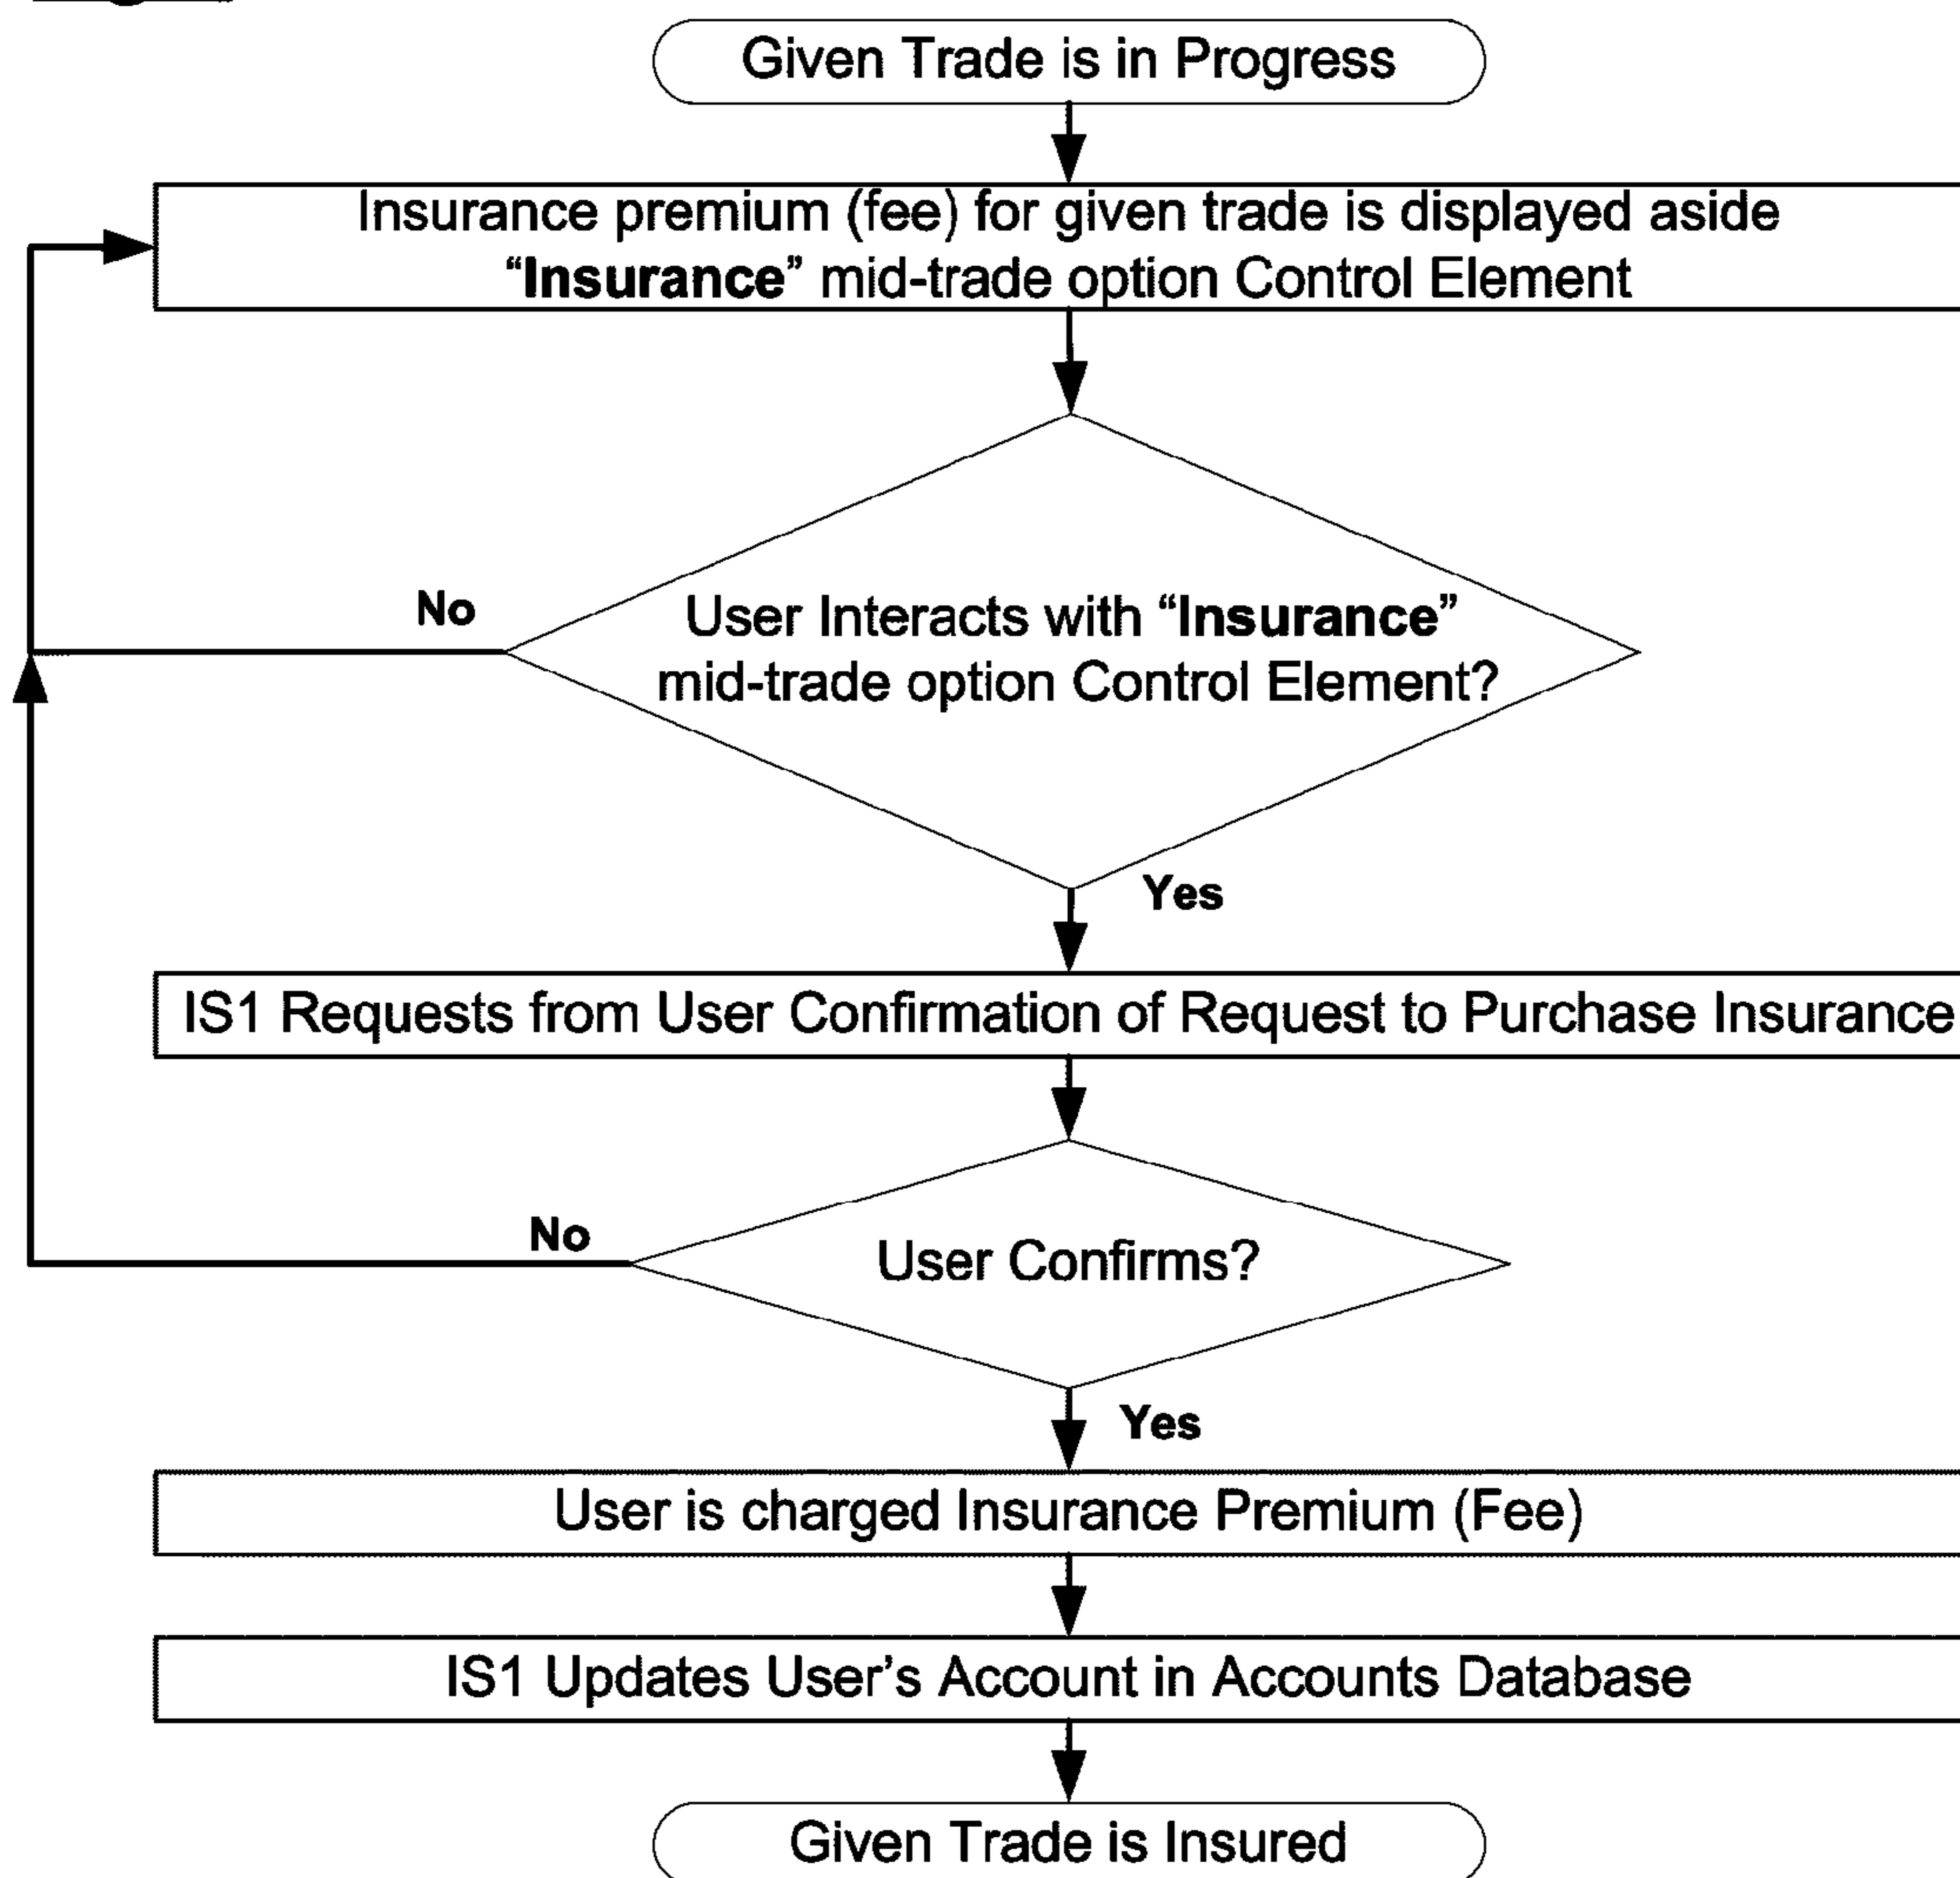 Given Trade is in Progress
Insurance premium (fee) for given trade is displayed aside
“Insurance” mid-trade option Control Element
No
User Interacts with “Insurance”
mid-trade option Control Element?
Yes
IS1 Requests from User Confirmation of Request to Purchase Insurance
No
User Confirms?
Yes
User is charged Insurance Premium (Fee)
IS1 Updates User’s Account in Accounts Database
Given Trade is Insured